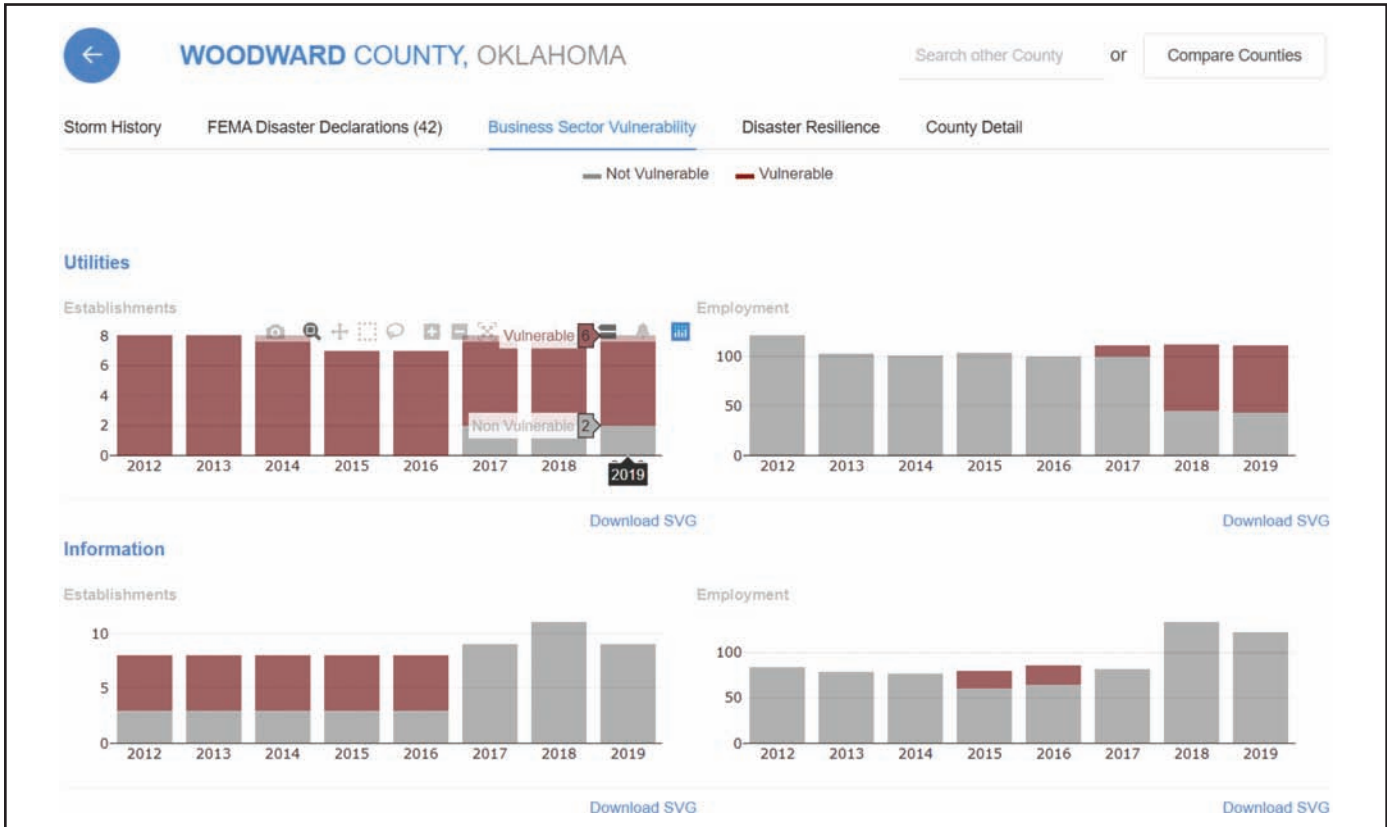 WOODWARD COUNTY, OKLAHOMA
Search other County or Compare Counties
Storm History FEMA Disaster Declarations (42) Business Sector Vulnerability Disaster Resilience County Detail
Not Vulnerable Vulnerable
Utilities
Establishments
8
6
4
2
0
Vulnerable 6
Non Vulnerable 2
2012 2013 2014 2015 2016 2017 2018
2019
Download SVG
Employment
100
50
0
2012 2013 2014 2015 2016 2017 2018 2019
Download SVG
Information
Establishments
10
5
0
2012 2013 2014 2015 2016 2017 2018 2019
Download SVG
Employment
100
50
0
2012 2013 2014 2015 2016 2017 2018 2019
Download SVG